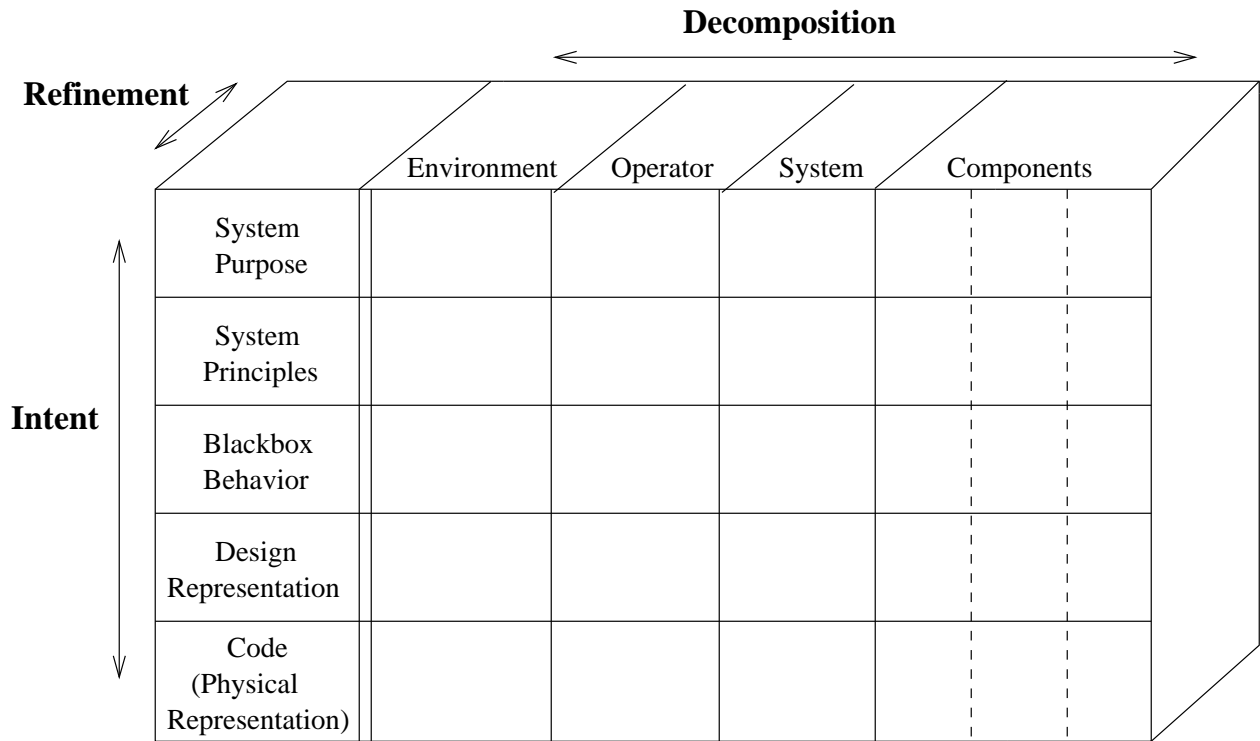 Decomposition
Refinement
Environment Operator System Components
System
Purpose
System
Principles
Intent
Blackbox
Behavior
Design
Representation
Code
(Physical
Representation)